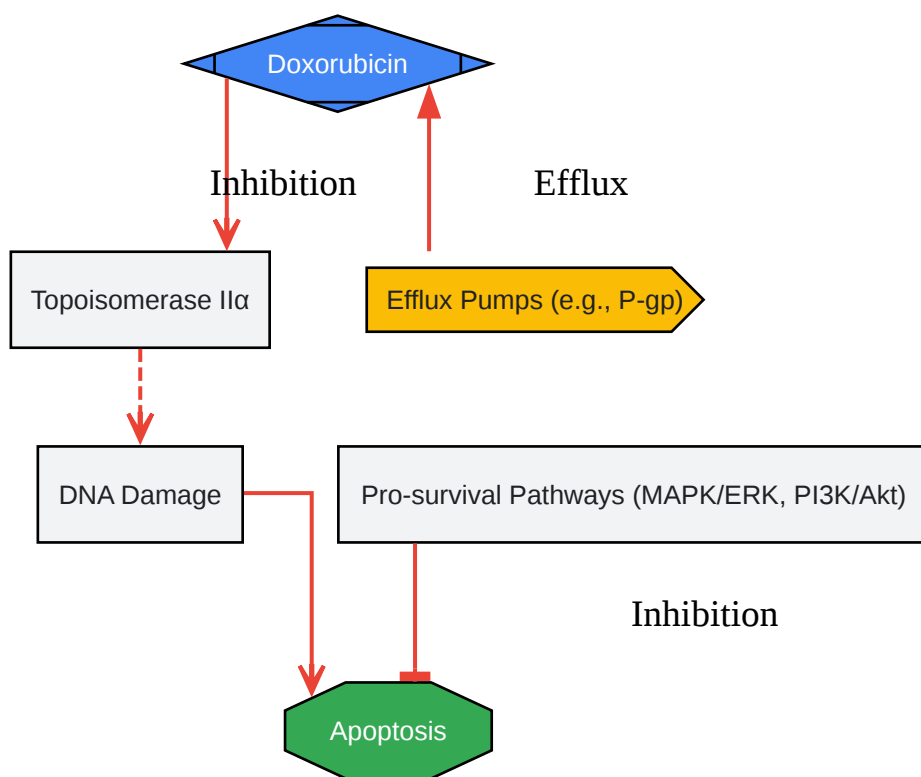 Doxorubicin
Inhibition
Efflux
Topoisomerase IIα
Efflux Pumps (e.g., P-gp)
DNA Damage
Pro-survival Pathways (MAPK/ERK, PI3K/Akt)
Inhibition
Apoptosis